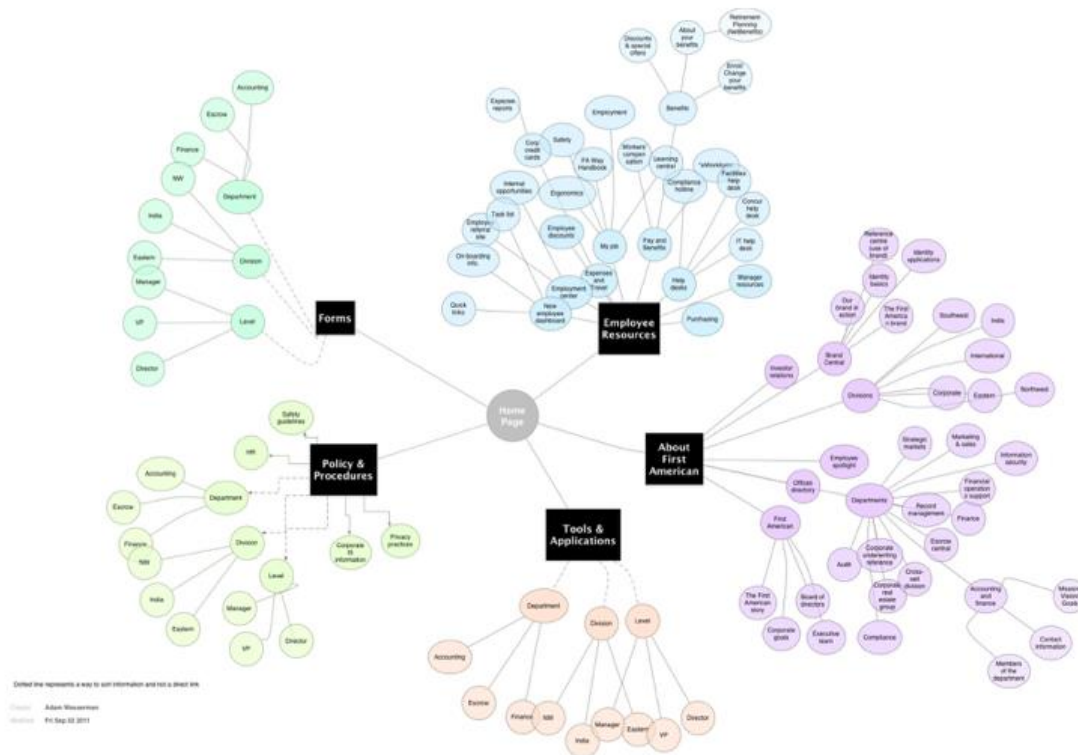 Retirement
Planning
(NetBenefits)
About
your
benefits
Discounts
& special
offers
Enroll/
Change
your
benefits
Benefits
Expense
reports
Employment
Corp
credit
cards
Safety
FA Way
Handbook
Workers'
compen
sation
Learning
central
Compliance
hotline
Facilities
help
desk
Internal
opportunities
Ergonomics
Task list
Employee
referral
site
Employee
discounts
My job
Pay and
Benefits
Concur
help
desk
IT help
desk
On-boarding
info.
Employment
center
Expenses
and
Travel
Help
desks
Manager
resources
Quick
links
New
employee
dashboard
Purchasing
Employee
Resources
Accounting
Escrow
Finance
NW
Department
India
Division
Eastern
Manager
VP
Level
Director
Forms
Home
Page
Reference
centre
(use of
brand)
Identity
applications
Identity
basics
Our
brand in
action
The First
America
n brand
Brand
Central
Investor
relations
Southwest
India
International
Divisions
Corporate
Eastern
Northwest
About
First
American
Employee
spotlight
Offices
directory
Strategic
markets
Marketing
& sales
Information
security
Departments
Financial
operation
s support
Record
management
Finance
Escrow
central
First
American
Audit
Corporate
underwriting
reference
Cross-
sell
division
Corporate
real
estate
group
Compliance
The First
American
story
Board of
directors
Corporate
goals
Executive
team
Accounting
and
finance
Mission
Vision
Goals
Contact
information
Members
of the
department
Safety
guidelines
HR
Policy &
Procedures
Accounting
Department
Escrow
Finance
NW
Division
India
Eastern
Level
Manager
VP
Director
Corporate
IS
information
Privacy
practices
Tools &
Applications
Department
Division
Level
Accounting
Escrow
Finance
NW
India
Manager
Eastern
VP
Director
Dotted line represents a way to sort information and not a direct link
Adam Wasserman
Fri Sep 02 2011